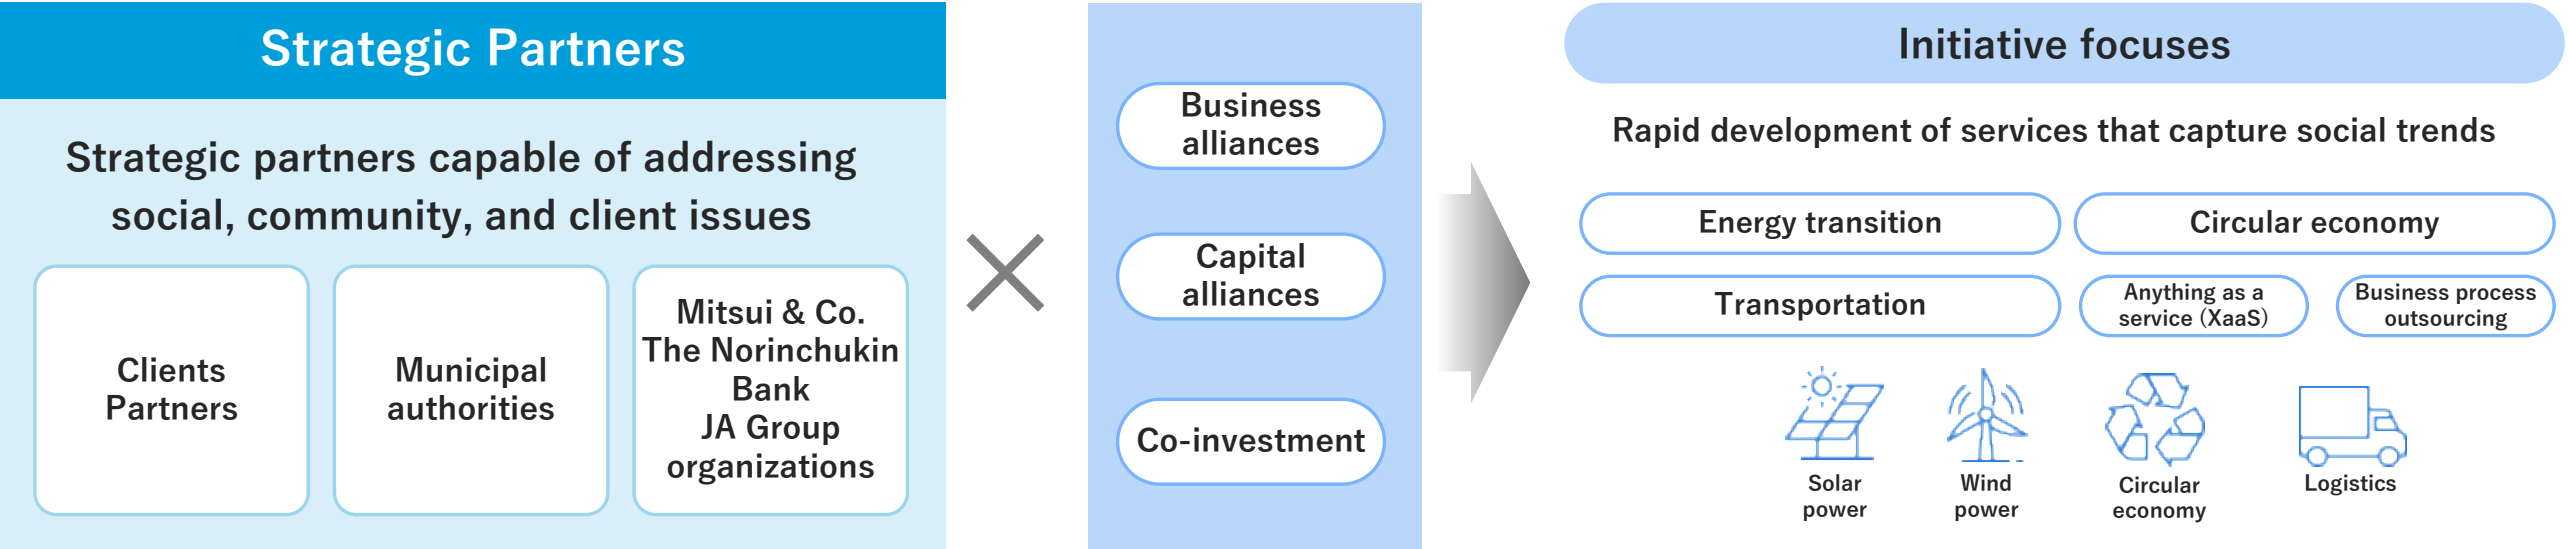 Strategic Partners
Strategic partners capable of addressing
social, community, and client issues
Clients
Partners
Municipal
authorities
Mitsui & Co.
The Norinchukin
Bank
JA Group
organizations
Business
alliances
Capital
alliances
Co-investment
Initiative focuses
Rapid development of services that capture social trends
Energy transition
Circular economy
Transportation
Anything as a
service (XaaS)
Business process
outsourcing
Solar
power
Wind
power
Circular
economy
Logistics